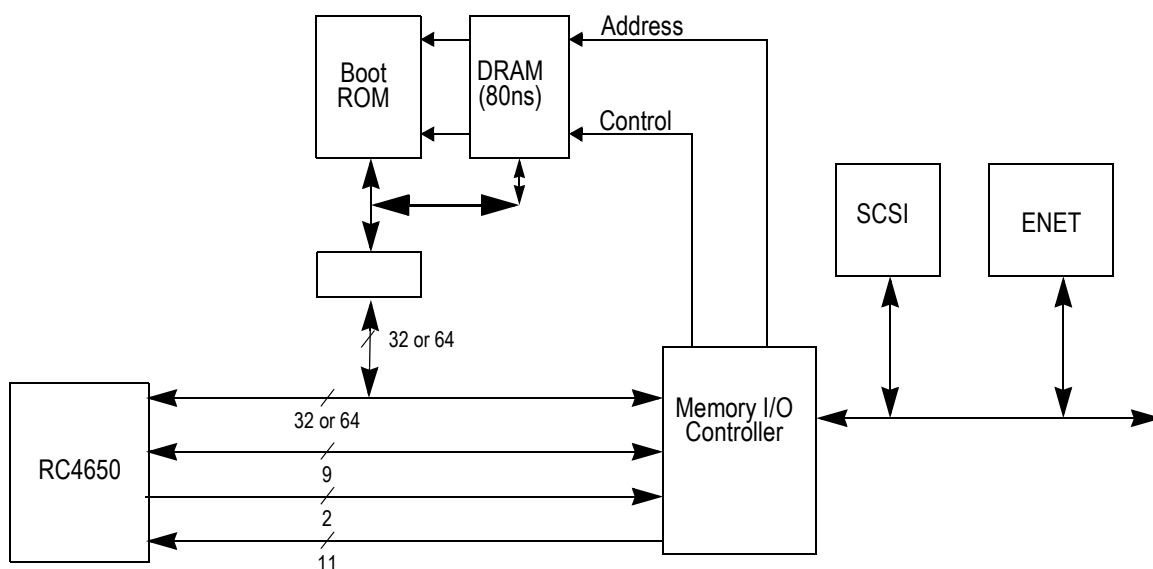 Address
Boot
ROM
DRAM
(80ns)
Control
SCSI
ENET
32 or 64
Memory I/O
Controller
32 or 64
RC4650
9
2
11